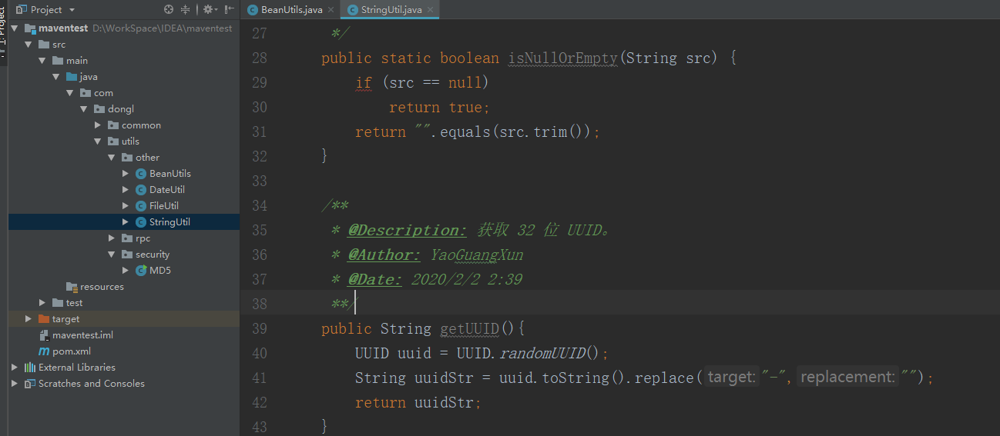 1: Project
Project
maventest D:\WorkSpace\IDEA\maventest
src
main
java
com
dongl
common
utils
other
BeanUtils
DateUtil
FileUtil
StringUtil
rpc
security
MD5
resources
test
target
maventest.iml
pom.xml
External Libraries
Scratches and Consoles
BeanUtils.java StringUtil.java
27 */
28 public static boolean isNullOrEmpty(String src) {
29 if (src == null)
30 return true;
31 return "".equals(src.trim());
32 }
33
34 /**
35 * @Description: 获取 32 位 UUID。
36 * @Author: YaoGuangXun
37 * @Date: 2020/2/2 2:39
38 **/
39 public String getUUID(){
40 UUID uuid = UUID.randomUUID();
41 String uuidStr = uuid.toString().replace( target: "-", replacement: "");
42 return uuidStr;
43 }